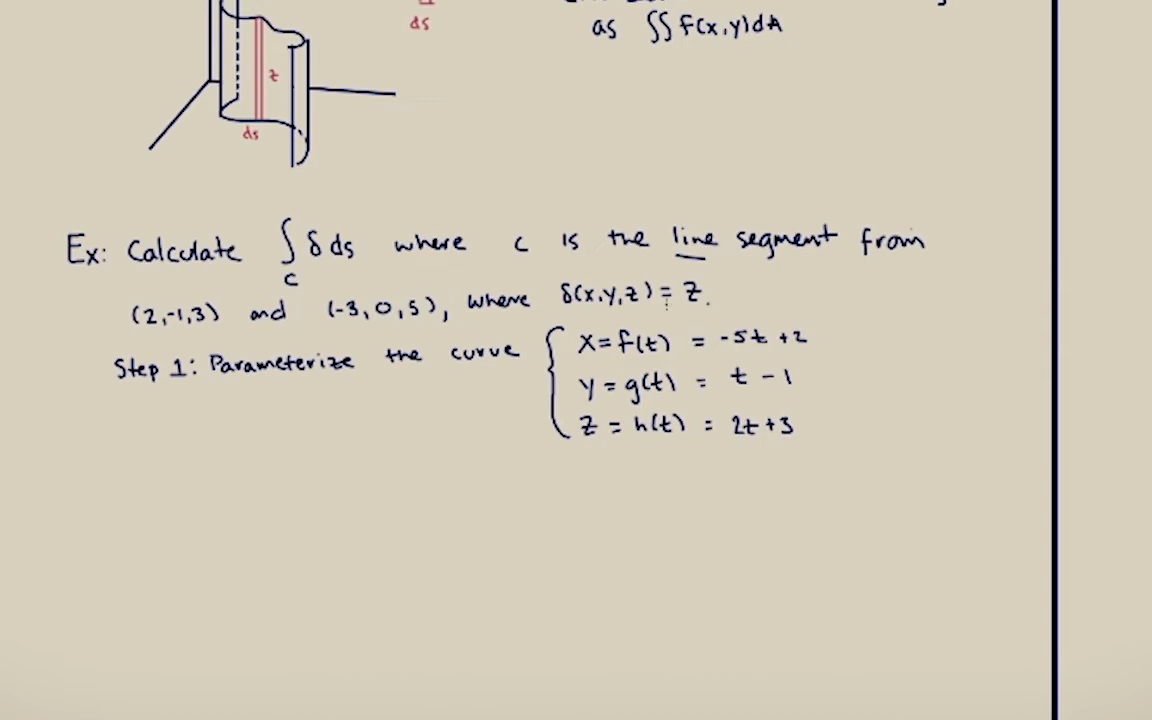 ds
as ∬ f(x,y)dA
z
ds
Ex: Calculate ∫ δ ds where c is the line segment from
c
(2,-1,3) and (-3,0,5), where δ(x,y,z) = z.
Step 1: Parameterize the curve { x = f(t) = -5t +2
y = g(t) = t - 1
z = h(t) = 2t +3